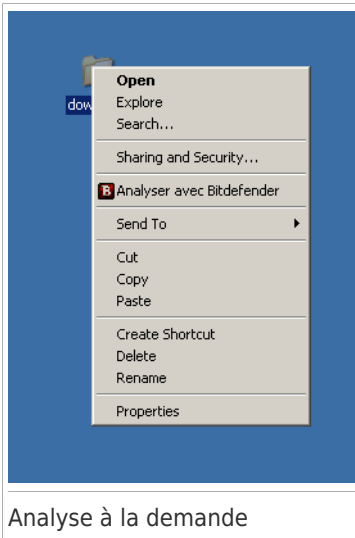 dow
Open
Explore
Search...
Sharing and Security...
B Analyser avec Bitdefender
Send To
Cut
Copy
Paste
Create Shortcut
Delete
Rename
Properties
Analyse à la demande